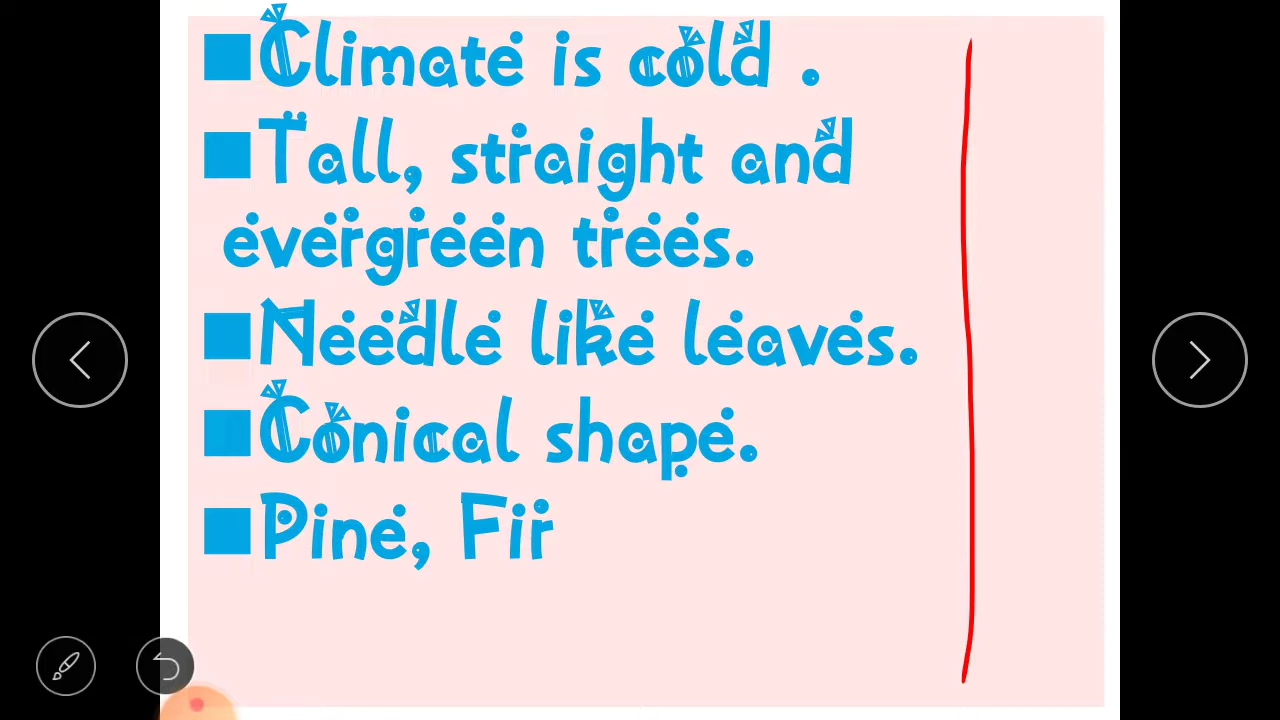 ■Climate is cold .
■Tall, straight and
evergreen trees.
■Needle like leaves.
■Conical shape.
■Pine, Fir